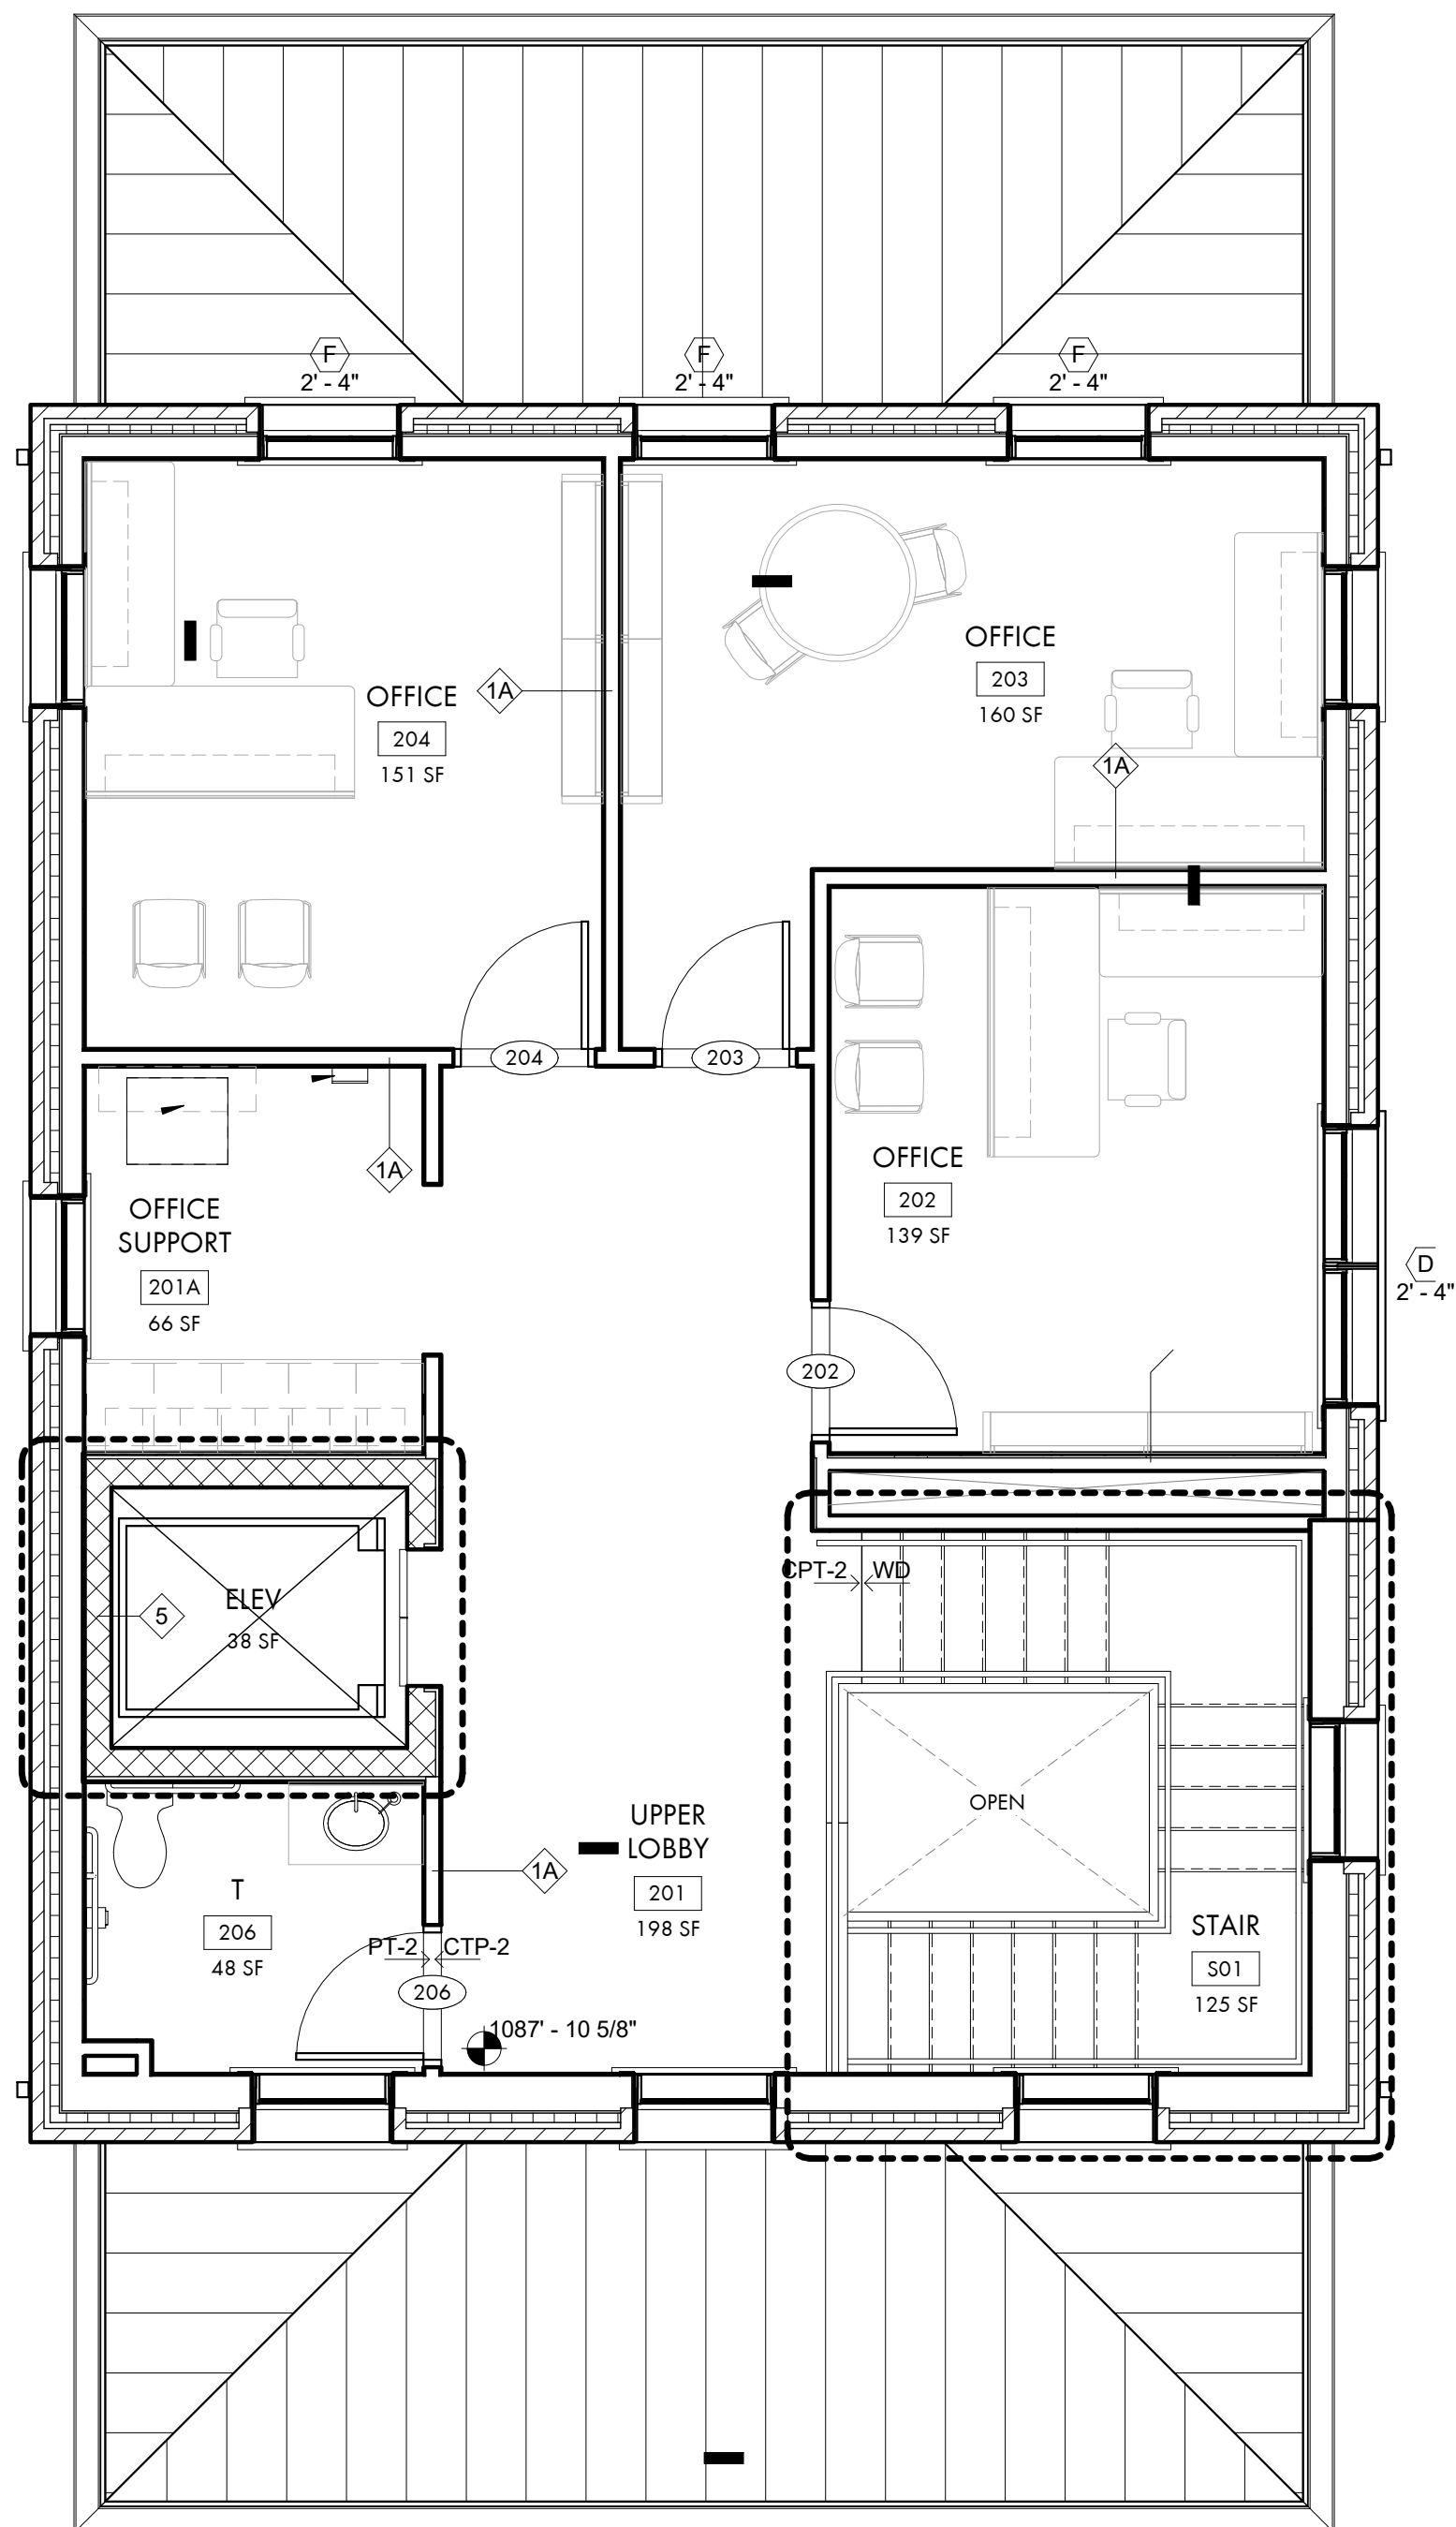 F
2' - 4"
F
2' - 4"
F
2' - 4"
OFFICE
203
160 SF
OFFICE
204
151 SF
1A
1A
204
203
1A
OFFICE
202
139 SF
OFFICE
SUPPORT
201A
66 SF
D
2' - 4"
202
CPT-2
WD
ELEV
38 SF
5
OPEN
UPPER
LOBBY
201
198 SF
1A
T
206
48 SF
STAIR
S01
125 SF
PT-2
CTP-2
206
1087' - 10 5/8"